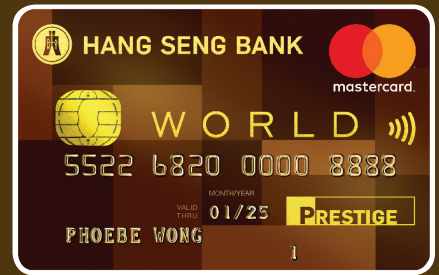 HANG SENG BANK
mastercard.
WORLD
5522 6820 0000 8888
MONTH/YEAR
VALID THRU 01/25
PRESTIGE
PHOEBE WONG
1